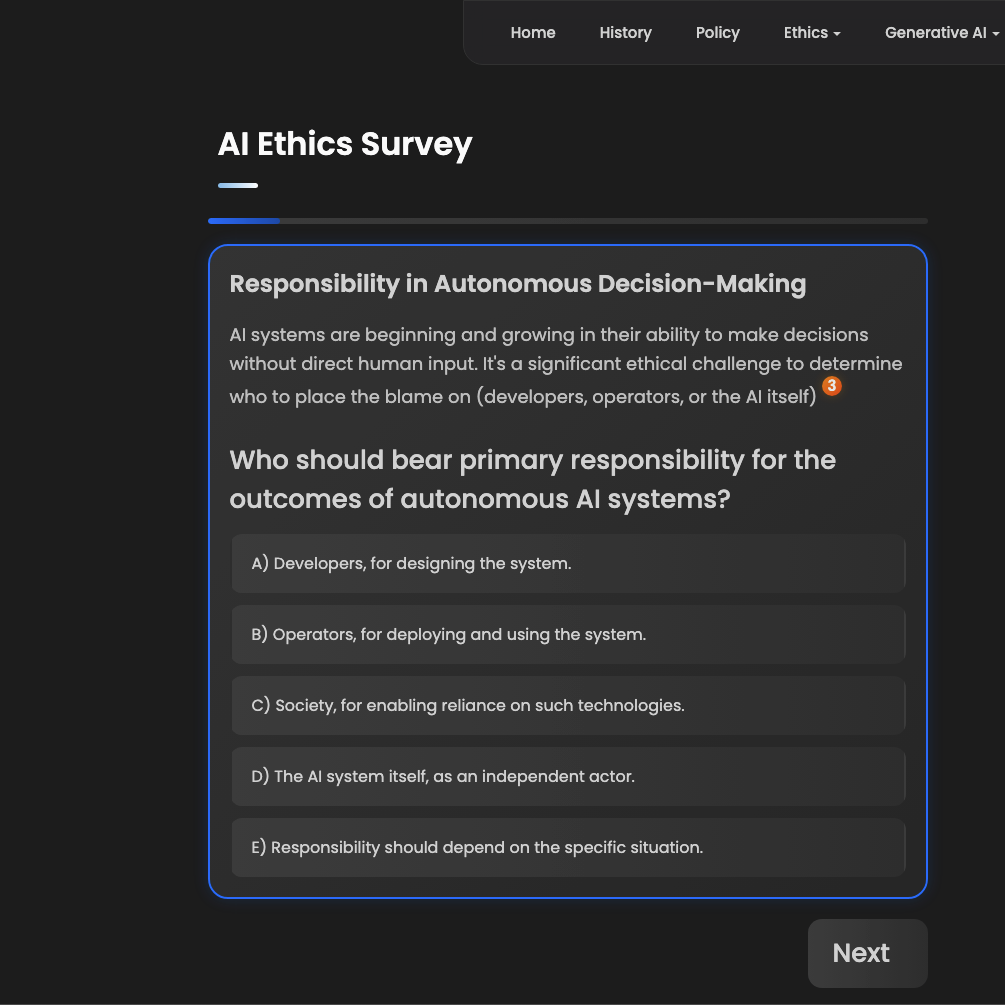 Home History Policy Ethics Generative AI
AI Ethics Survey
Responsibility in Autonomous Decision-Making
AI systems are beginning and growing in their ability to make decisions
without direct human input. It's a significant ethical challenge to determine
who to place the blame on (developers, operators, or the AI itself) 3
Who should bear primary responsibility for the
outcomes of autonomous AI systems?
A) Developers, for designing the system.
B) Operators, for deploying and using the system.
C) Society, for enabling reliance on such technologies.
D) The AI system itself, as an independent actor.
E) Responsibility should depend on the specific situation.
Next